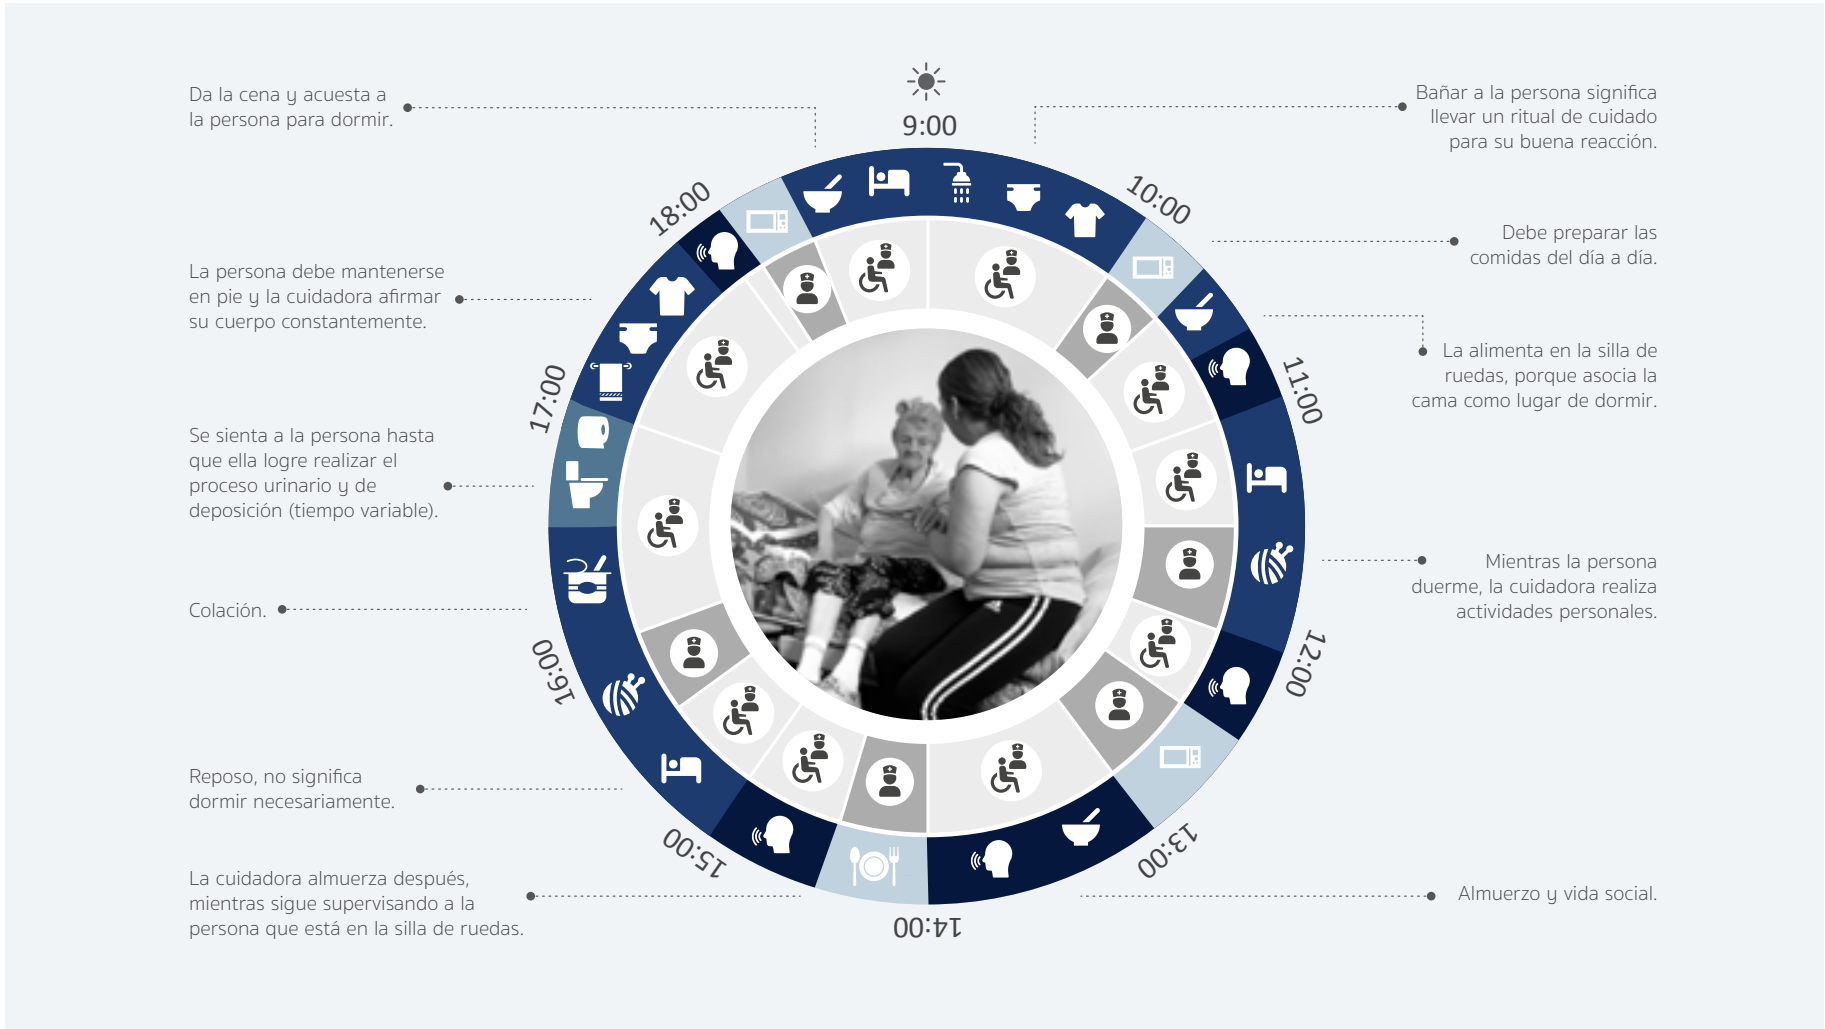 9:00
Bañar a la persona significa
llevar un ritual de cuidado
para su buena reacción.
10:00
Debe preparar las
comidas del día a día.
La alimenta en la silla de
ruedas, porque asocia la
cama como lugar de dormir.
11:00
Mientras la persona
duerme, la cuidadora realiza
actividades personales.
12:00
13:00
Almuerzo y vida social.
14:00
La cuidadora almuerza después,
mientras sigue supervisando a la
persona que está en la silla de ruedas.
15:00
Reposo, no significa
dormir necesariamente.
16:00
Colación.
Se sienta a la persona hasta
que ella logre realizar el
proceso urinario y de
deposición (tiempo variable).
17:00
La persona debe mantenerse
en pie y la cuidadora afirmar
su cuerpo constantemente.
18:00
Da la cena y acuesta a
la persona para dormir.